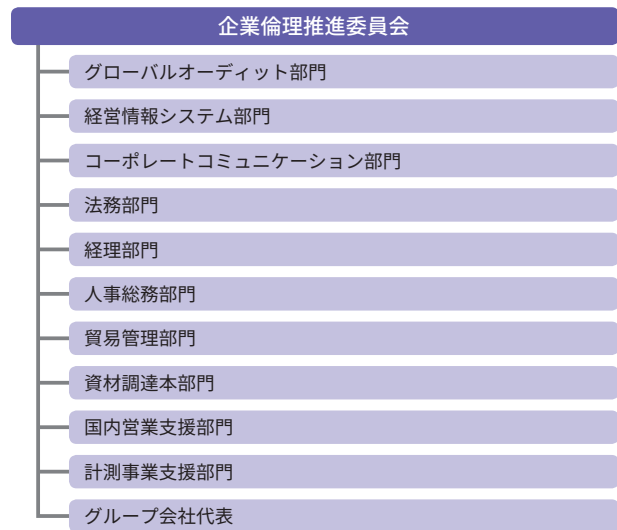 企業倫理推進委員会
グローバルオーディット部門
経営情報システム部門
コーポレートコミュニケーション部門
法務部門
経理部門
人事総務部門
貿易管理部門
資材調達本部門
国内営業支援部門
計測事業支援部門
グループ会社代表